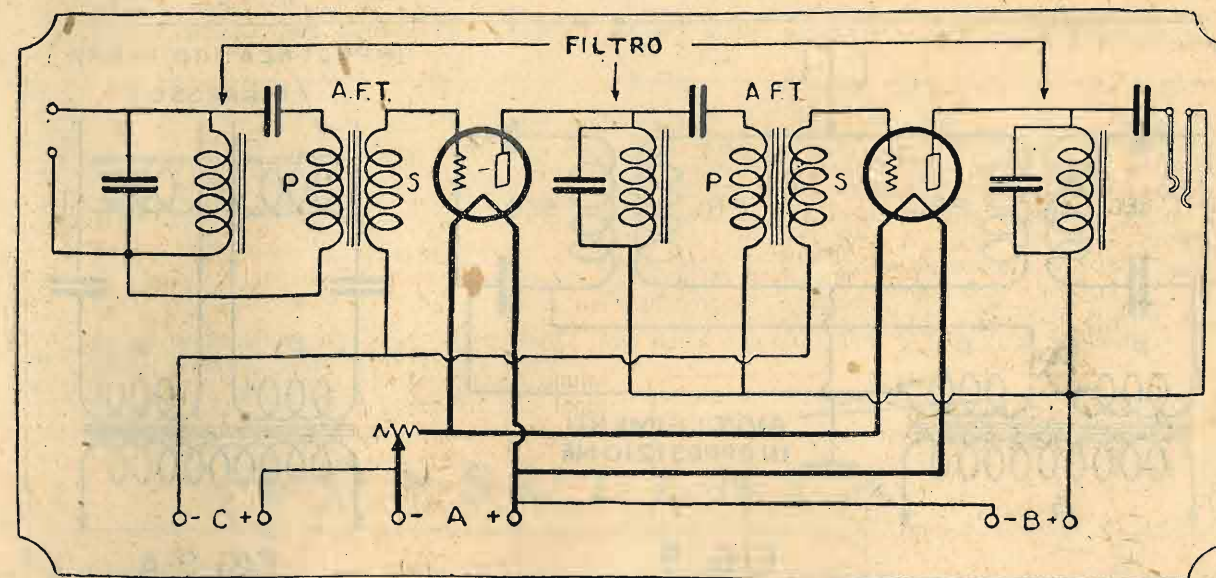 FILTRO
A.F.T.
A.F.T.
P
S
P
S
- C +
- A +
- B +